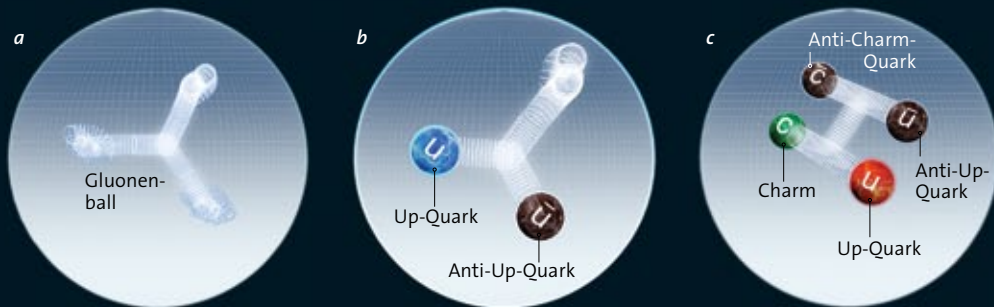 a
Gluonen-
ball
b
u
Up-Quark
ū
Anti-Up-Quark
c
Anti-Charm-
Quark
c̄
ū
c
Charm
u
Anti-Up-
Quark
Up-Quark